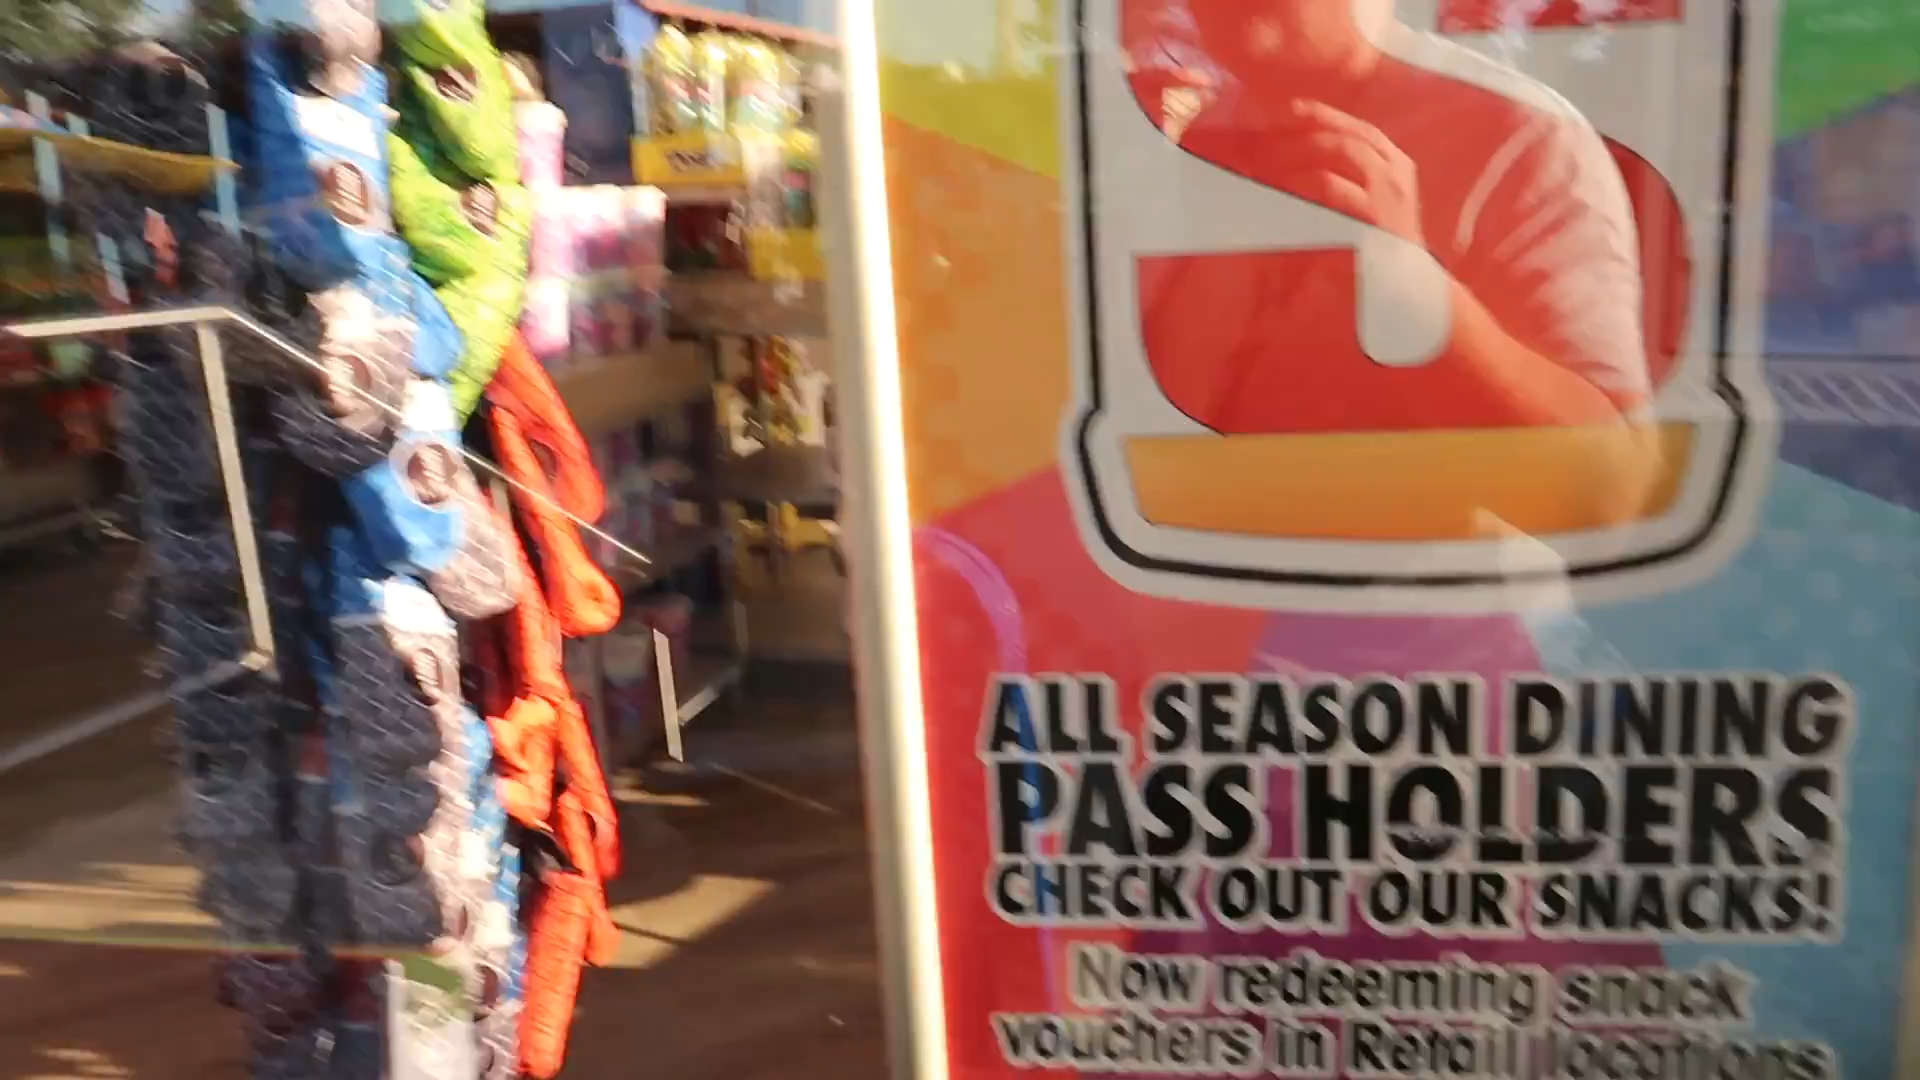 ALL SEASON DINING
PASS HOLDERS
CHECK OUT OUR SNACKS!
Now redeeming snack
vouchers in Retail locations